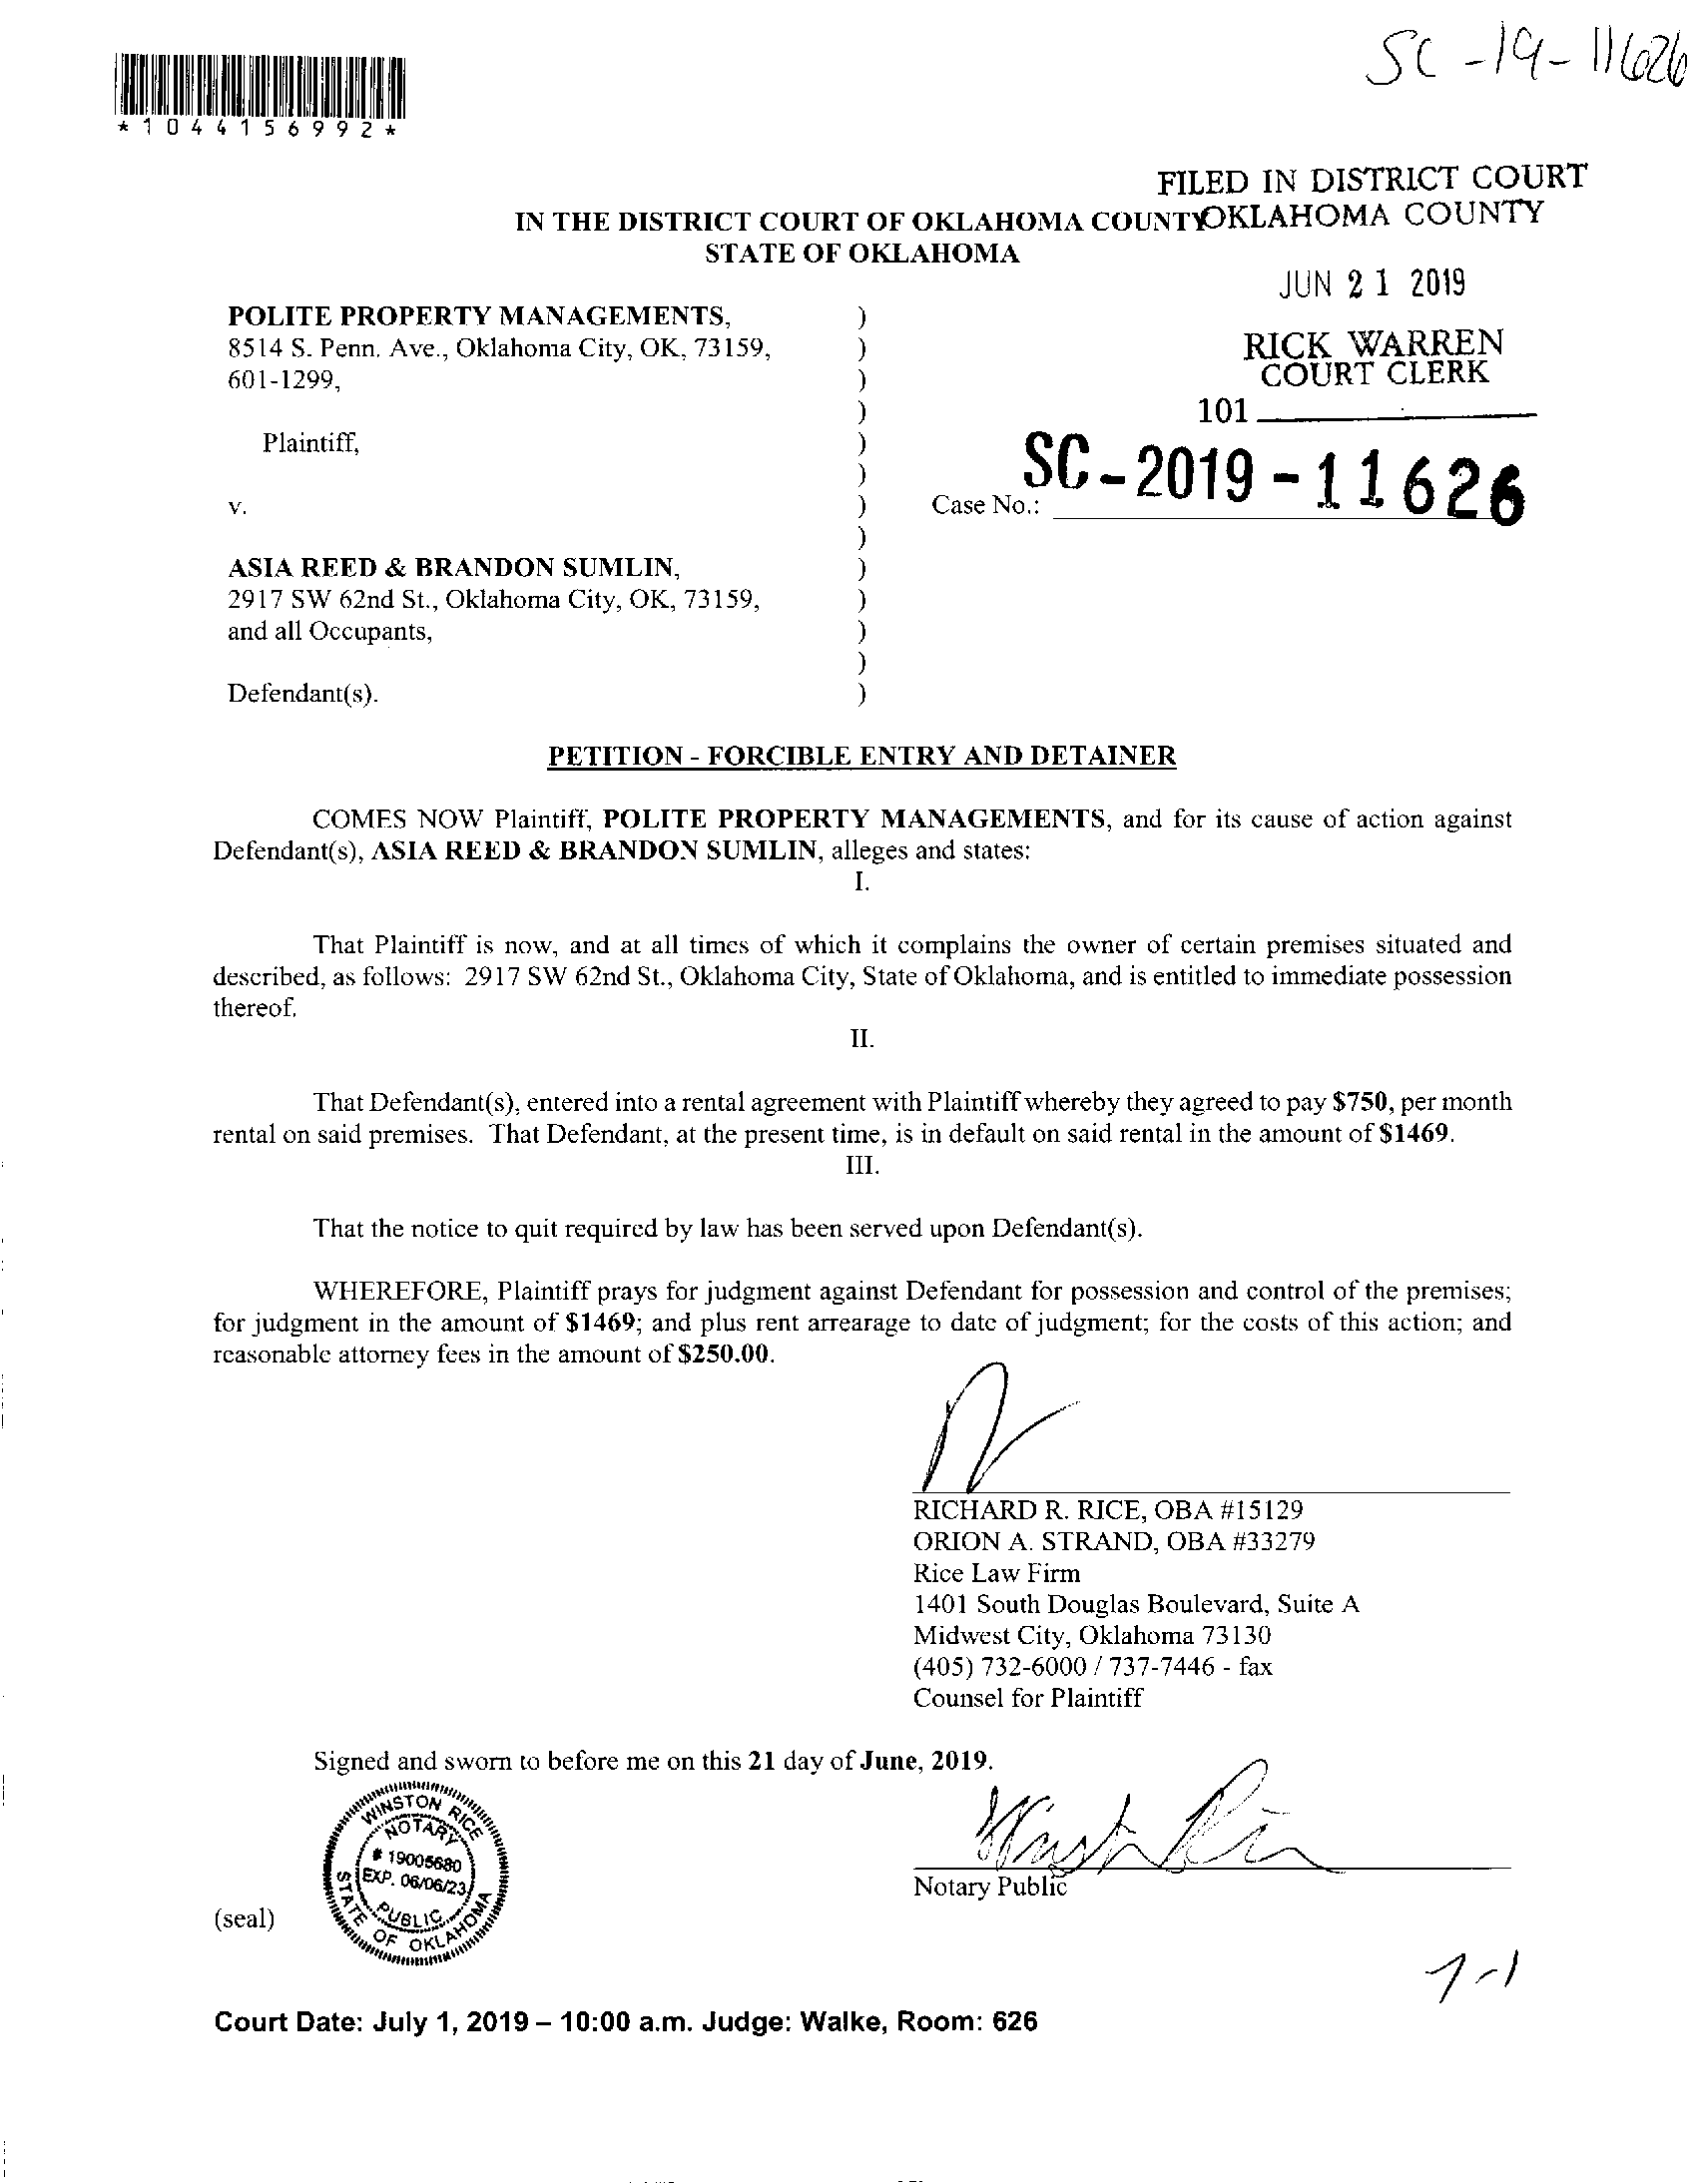 SC-19-11626
*1044156992*
FILED IN DISTRICT COURT
OKLAHOMA COUNTY
IN THE DISTRICT COURT OF OKLAHOMA COUNTY
STATE OF OKLAHOMA
JUN 21 2019
RICK WARREN
COURT CLERK
101
POLITE PROPERTY MANAGEMENTS, )
8514 S. Penn. Ave., Oklahoma City, OK, 73159, )
601-1299, )
)
Plaintiff, )
)
v. )
)
ASIA REED & BRANDON SUMLIN, )
2917 SW 62nd St., Oklahoma City, OK, 73159, )
and all Occupants, )
)
Defendant(s). )
Case No.: SC-2019-11626
PETITION - FORCIBLE ENTRY AND DETAINER
COMES NOW Plaintiff, POLITE PROPERTY MANAGEMENTS, and for its cause of action against
Defendant(s), ASIA REED & BRANDON SUMLIN, alleges and states:
I.
That Plaintiff is now, and at all times of which it complains the owner of certain premises situated and
described, as follows: 2917 SW 62nd St., Oklahoma City, State of Oklahoma, and is entitled to immediate possession
thereof.
II.
That Defendant(s), entered into a rental agreement with Plaintiff whereby they agreed to pay $750, per month
rental on said premises. That Defendant, at the present time, is in default on said rental in the amount of $1469.
III.
That the notice to quit required by law has been served upon Defendant(s).
WHEREFORE, Plaintiff prays for judgment against Defendant for possession and control of the premises;
for judgment in the amount of $1469; and plus rent arrearage to date of judgment; for the costs of this action; and
reasonable attorney fees in the amount of $250.00.
RICHARD R. RICE, OBA #15129
ORION A. STRAND, OBA #33279
Rice Law Firm
1401 South Douglas Boulevard, Suite A
Midwest City, Oklahoma 73130
(405) 732-6000 / 737-7446 - fax
Counsel for Plaintiff
Signed and sworn to before me on this 21 day of June, 2019.
WINSTON RICE
NOTARY
# 19005680
EXP. 06/06/23
PUBLIC
STATE OF OKLAHOMA
Notary Public
(seal)
7-1
Court Date: July 1, 2019 – 10:00 a.m. Judge: Walke, Room: 626